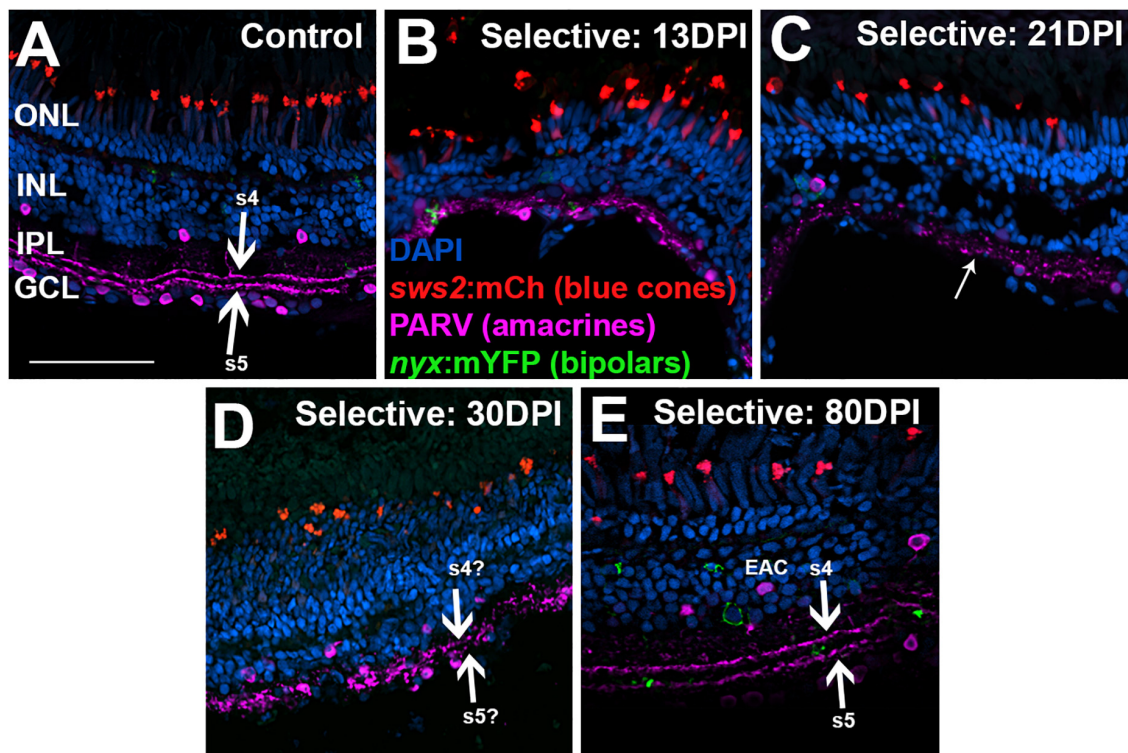 A
Control
ONL
INL
s4
IPL
GCL
s5
B
Selective: 13DPI
DAPI
sws2:mCh (blue cones)
PARV (amacrines)
nyx:mYFP (bipolars)
C
Selective: 21DPI
D
Selective: 30DPI
s4?
s5?
E
Selective: 80DPI
EAC
s4
s5